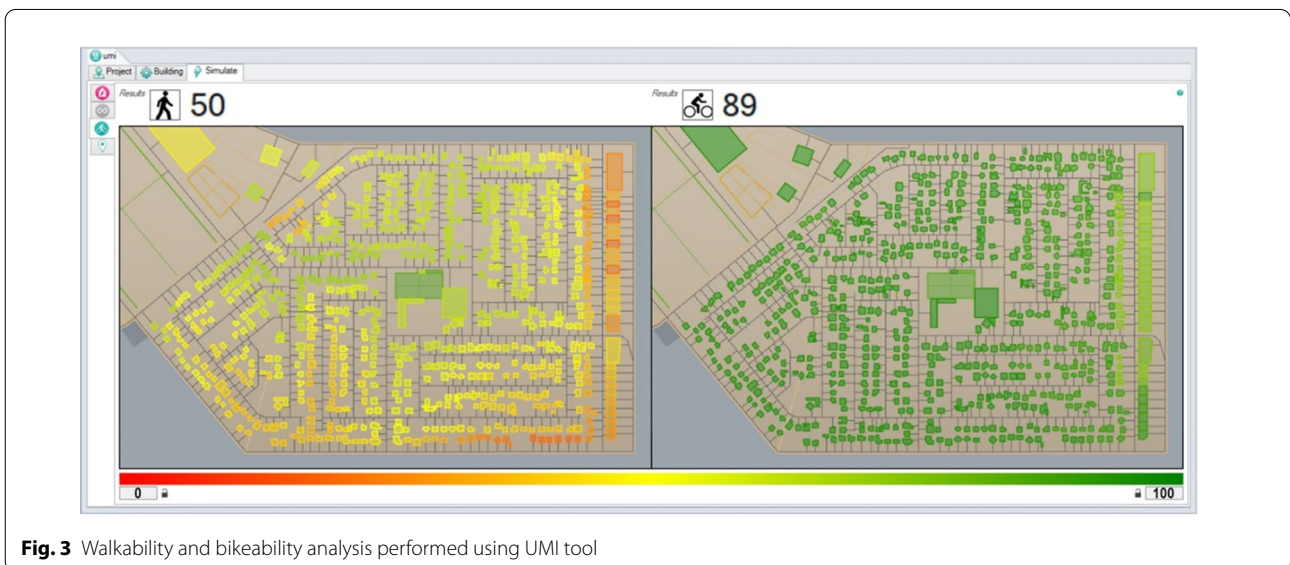 umi
Project Building Simulate
Results 50
Results 89
0 100
Fig. 3 Walkability and bikeability analysis performed using UMI tool